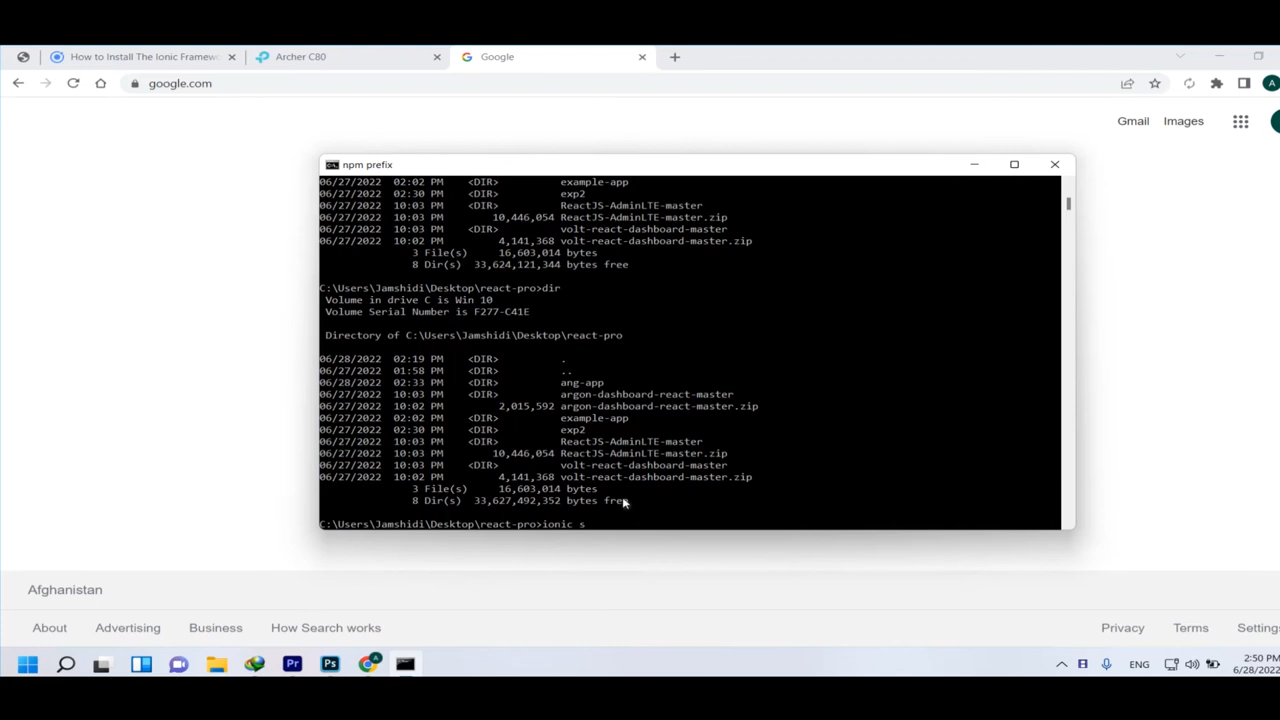 How to Install The Ionic Framewo
Archer C80
Google
google.com
Gmail Images
npm prefix
06/27/2022 02:02 PM <DIR> example-app
06/27/2022 02:30 PM <DIR> exp2
06/27/2022 10:03 PM <DIR> ReactJS-AdminLTE-master
06/27/2022 10:03 PM 10,446,054 ReactJS-AdminLTE-master.zip
06/27/2022 10:03 PM <DIR> volt-react-dashboard-master
06/27/2022 10:02 PM 4,141,368 volt-react-dashboard-master.zip
3 File(s) 16,603,014 bytes
8 Dir(s) 33,624,121,344 bytes free
C:\Users\Jamshidi\Desktop\react-pro>dir
Volume in drive C is Win 10
Volume Serial Number is F277-C41E
Directory of C:\Users\Jamshidi\Desktop\react-pro
06/28/2022 02:19 PM <DIR> .
06/27/2022 01:58 PM <DIR> ..
06/28/2022 02:33 PM <DIR> ang-app
06/27/2022 10:03 PM <DIR> argon-dashboard-react-master
06/27/2022 10:02 PM 2,015,592 argon-dashboard-react-master.zip
06/27/2022 02:02 PM <DIR> example-app
06/27/2022 02:30 PM <DIR> exp2
06/27/2022 10:03 PM <DIR> ReactJS-AdminLTE-master
06/27/2022 10:03 PM 10,446,054 ReactJS-AdminLTE-master.zip
06/27/2022 10:03 PM <DIR> volt-react-dashboard-master
06/27/2022 10:02 PM 4,141,368 volt-react-dashboard-master.zip
3 File(s) 16,603,014 bytes
8 Dir(s) 33,627,492,352 bytes free
C:\Users\Jamshidi\Desktop\react-pro>ionic s
Afghanistan
About Advertising Business How Search works Privacy Terms Settings
Pr Ps ENG 2:50 PM
6/28/2022